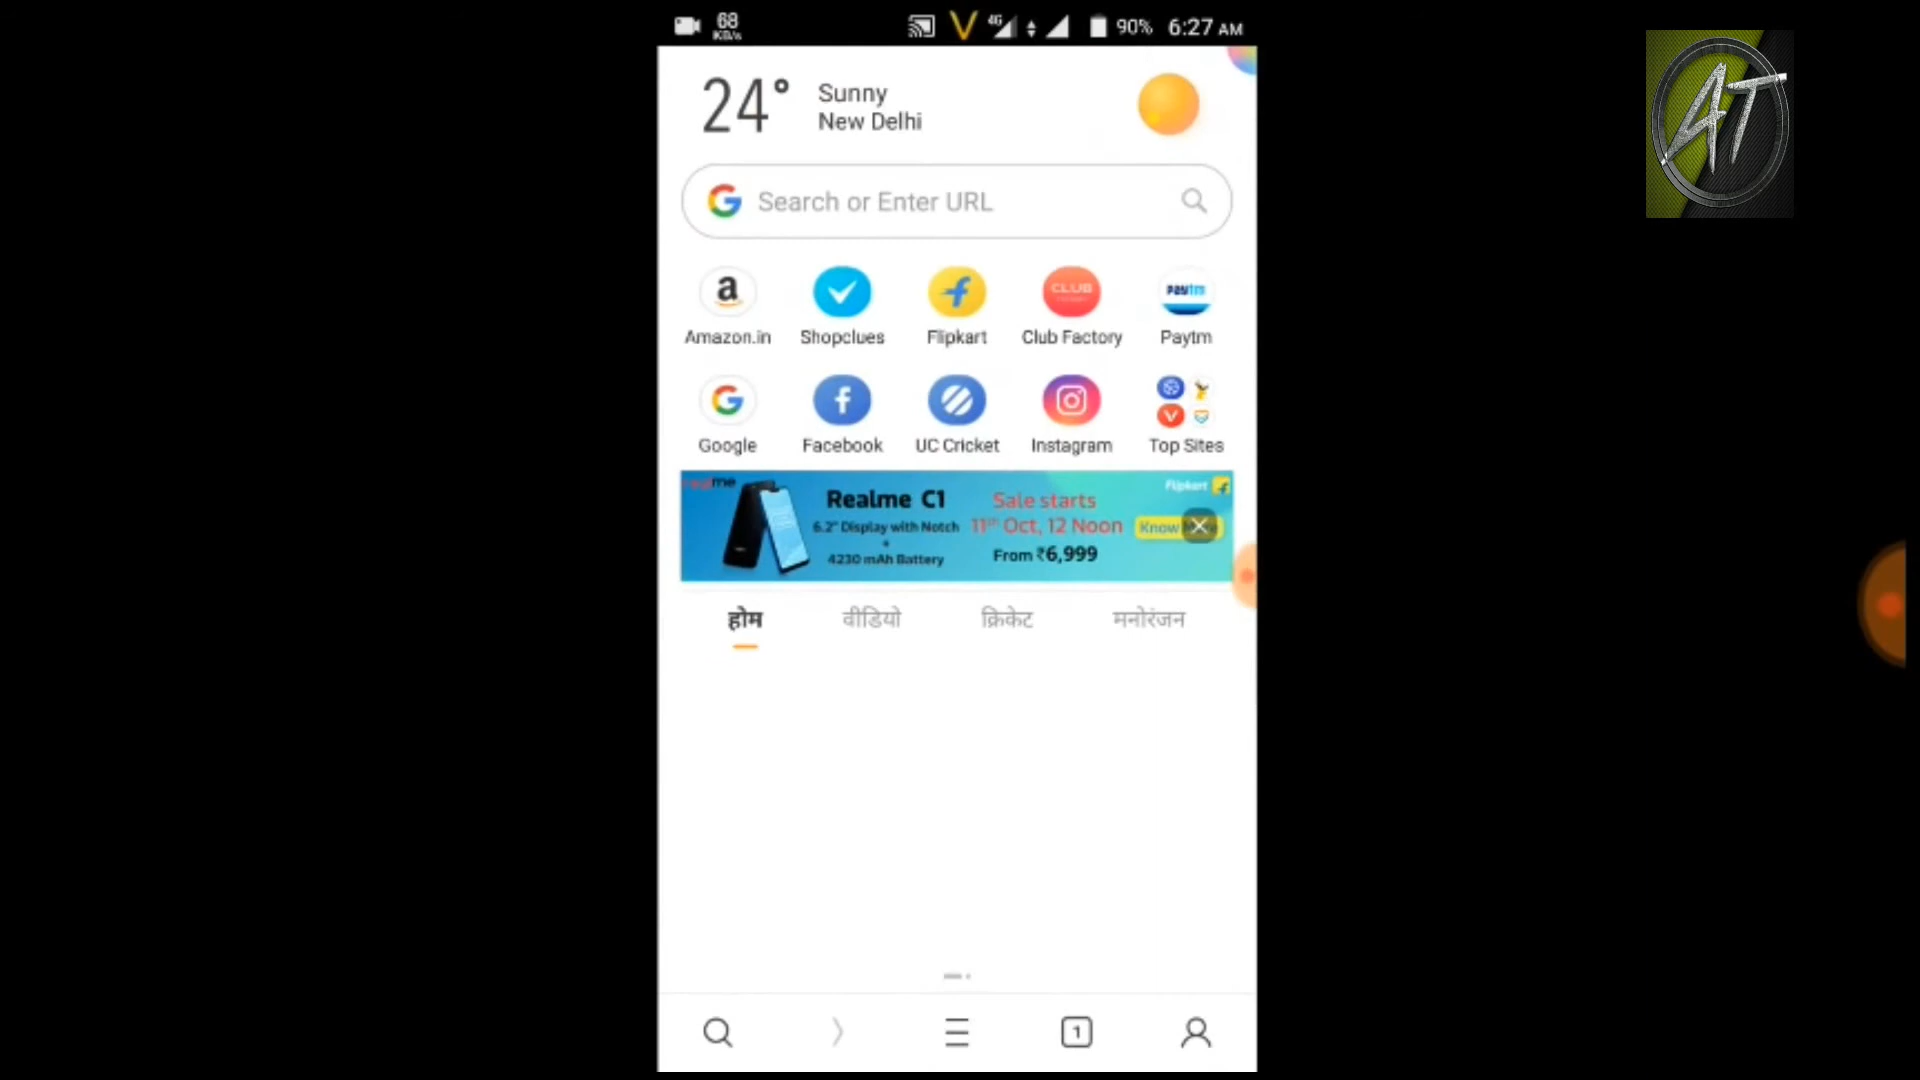 68
KB/s
4G
90% 6:27 AM
24°
Sunny
New Delhi
AT
Search or Enter URL
a
CLUB
Paytm
Amazon.in Shopclues Flipkart Club Factory Paytm
Google Facebook UC Cricket Instagram Top Sites
realme
Flipkart
Realme C1
6.2" Display with Notch
+
4230 mAh Battery
Sale starts
11th Oct, 12 Noon
From ₹6,999
Know
होम वीडियो क्रिकेट मनोरंजन
1